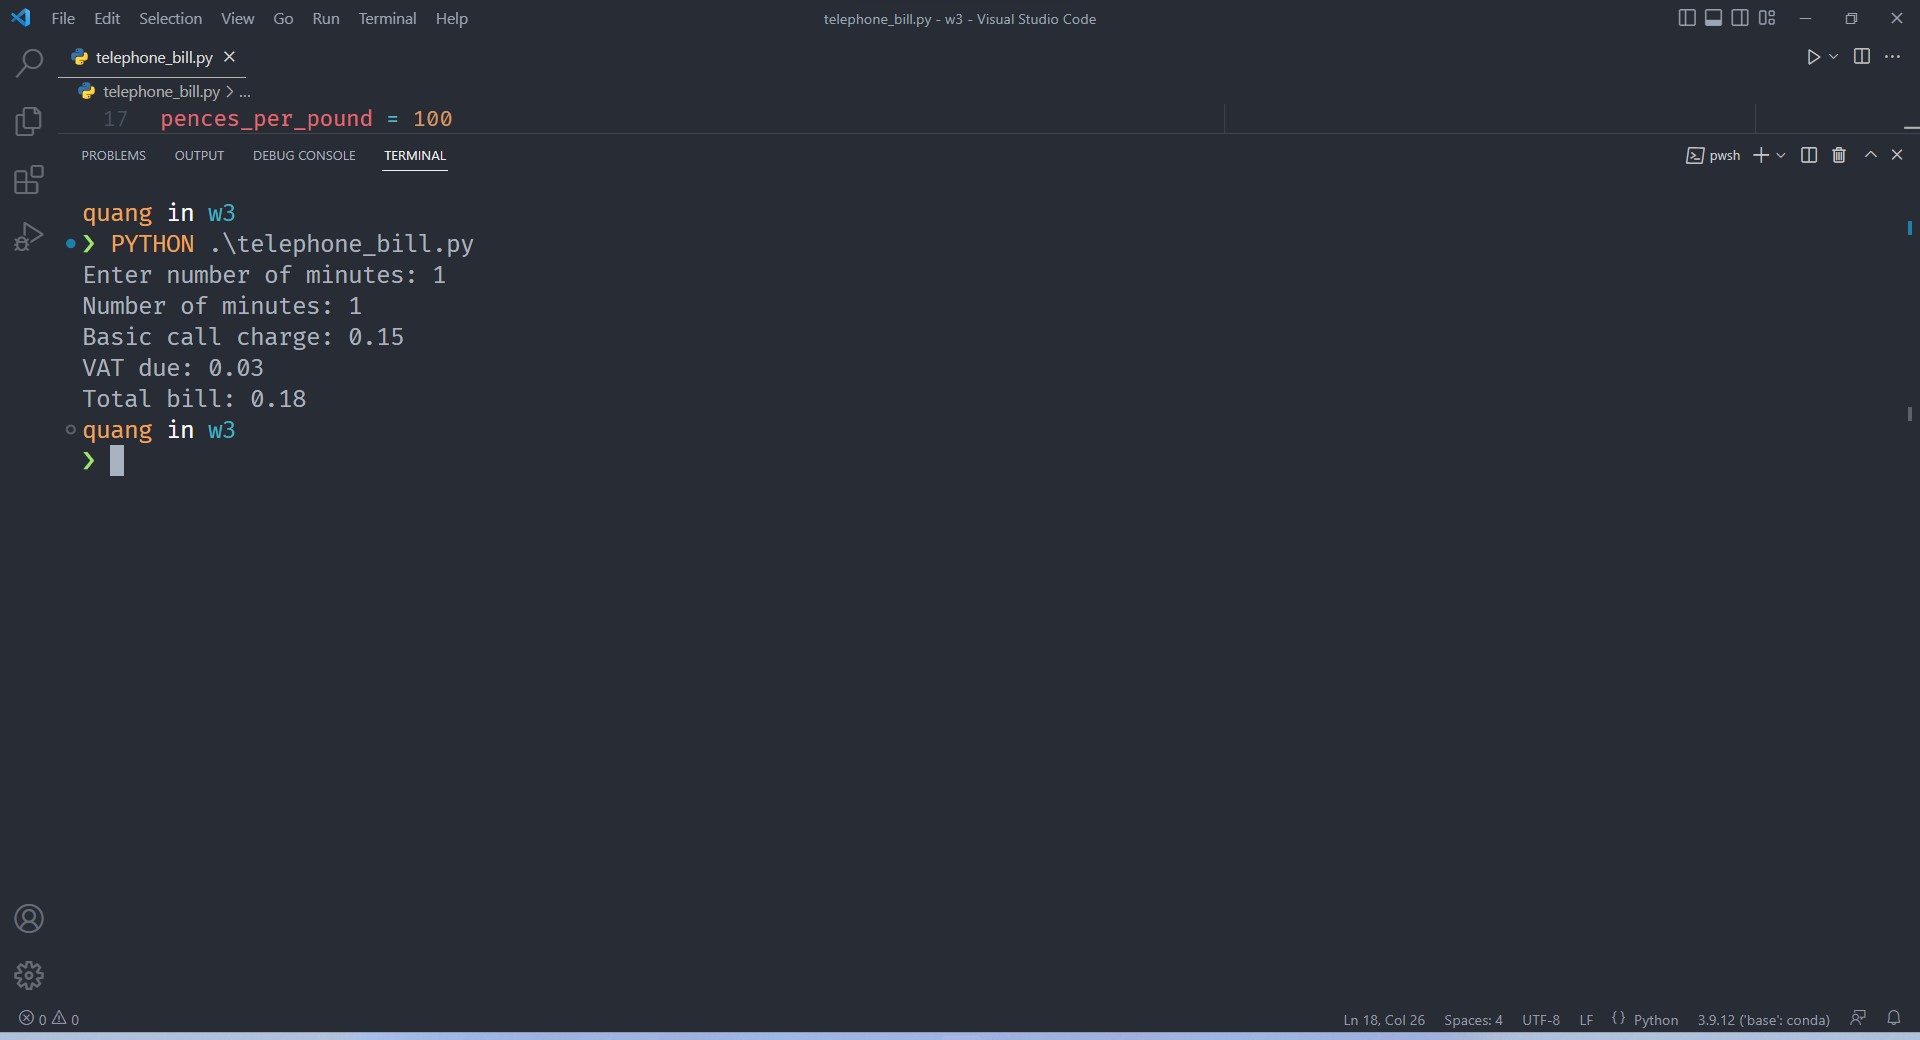 File Edit Selection View Go Run Terminal Help
telephone_bill.py - w3 - Visual Studio Code
telephone_bill.py
telephone_bill.py > ...
17 pences_per_pound = 100
PROBLEMS OUTPUT DEBUG CONSOLE TERMINAL
pwsh
quang in w3
❯ PYTHON .\telephone_bill.py
Enter number of minutes: 1
Number of minutes: 1
Basic call charge: 0.15
VAT due: 0.03
Total bill: 0.18
quang in w3
❯
0 0
Ln 18, Col 26 Spaces: 4 UTF-8 LF {} Python 3.9.12 ('base': conda)